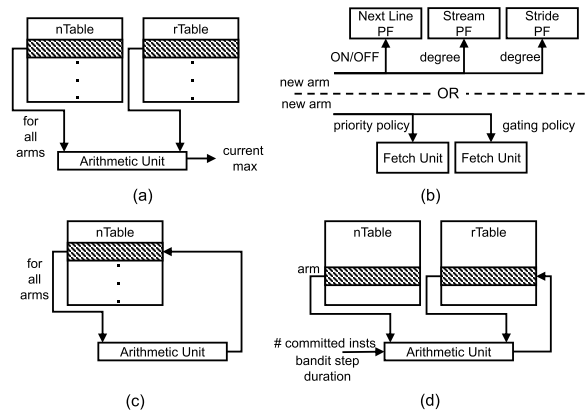 nTable
rTable
for
all
arms
Arithmetic Unit
current
max
(a)
Next Line
PF
Stream
PF
Stride
PF
ON/OFF
degree
degree
new arm
OR
new arm
priority policy
gating policy
Fetch Unit
Fetch Unit
(b)
nTable
for
all
arms
Arithmetic Unit
(c)
nTable
rTable
arm
# committed insts
bandit step
duration
Arithmetic Unit
(d)